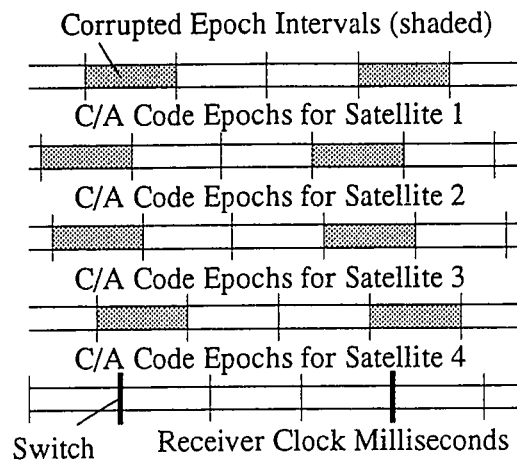 Corrupted Epoch Intervals (shaded)
C/A Code Epochs for Satellite 1
C/A Code Epochs for Satellite 2
C/A Code Epochs for Satellite 3
C/A Code Epochs for Satellite 4
Switch
Receiver Clock Milliseconds